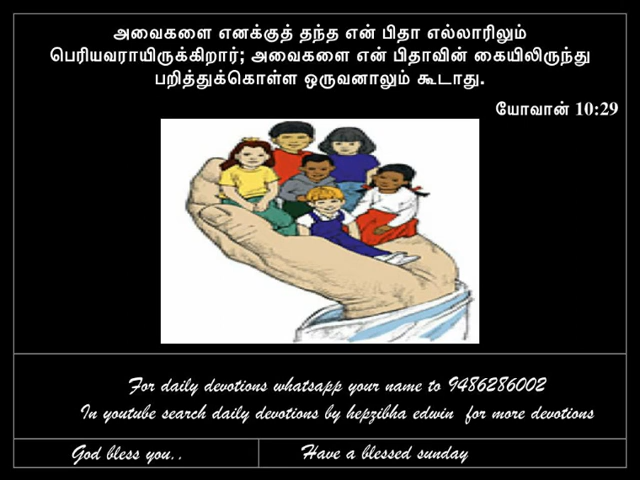 அவைகளை எனக்குத் தந்த என் பிதா எல்லாரிலும்
பெரியவராயிருக்கிறார்; அவைகளை என் பிதாவின் கையிலிருந்து
பறித்துக்கொள்ள ஒருவனாலும் கூடாது.
யோவான் 10:29
For daily devotions whatsapp your name to 9486286002
In youtube search daily devotions by hepzibha edwin for more devotions
God bless you..
Have a blessed sunday